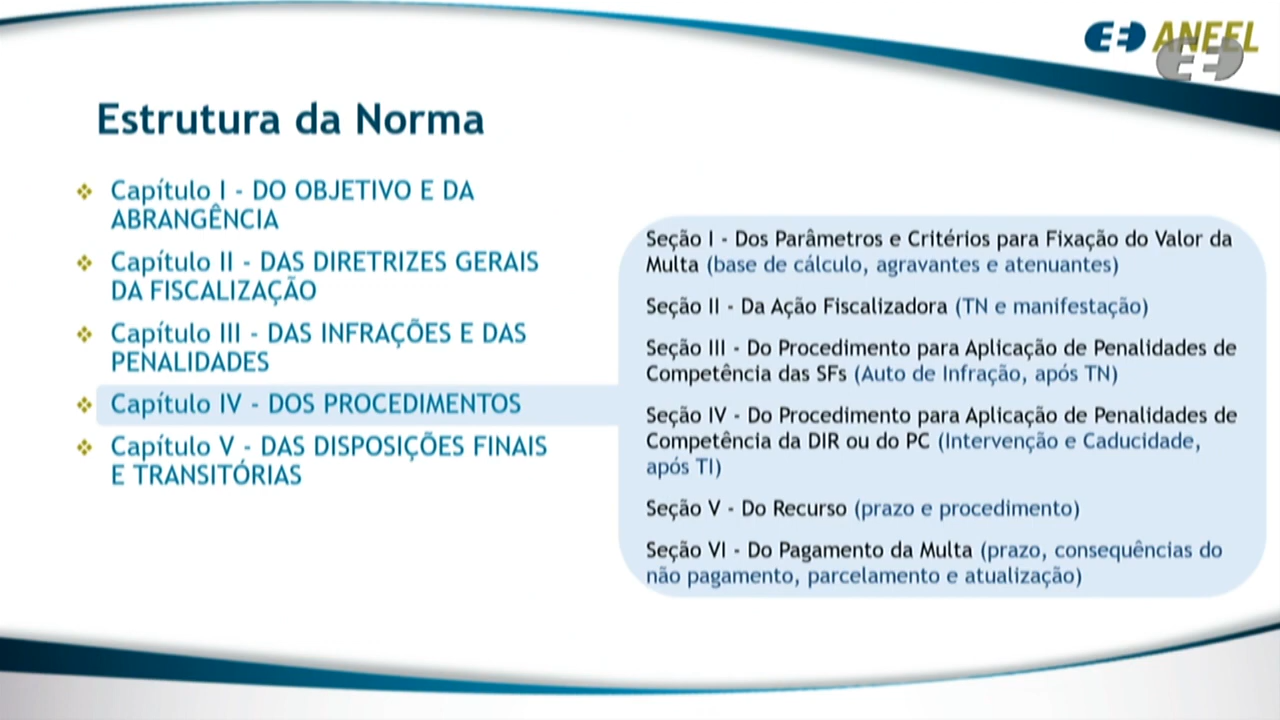 ANEEL
Estrutura da Norma
Capítulo I - DO OBJETIVO E DA
ABRANGÊNCIA
Capítulo II - DAS DIRETRIZES GERAIS
DA FISCALIZAÇÃO
Capítulo III - DAS INFRAÇÕES E DAS
PENALIDADES
Capítulo IV - DOS PROCEDIMENTOS
Capítulo V - DAS DISPOSIÇÕES FINAIS
E TRANSITÓRIAS
Seção I - Dos Parâmetros e Critérios para Fixação do Valor da
Multa (base de cálculo, agravantes e atenuantes)
Seção II - Da Ação Fiscalizadora (TN e manifestação)
Seção III - Do Procedimento para Aplicação de Penalidades de
Competência das SFs (Auto de Infração, após TN)
Seção IV - Do Procedimento para Aplicação de Penalidades de
Competência da DIR ou do PC (Intervenção e Caducidade,
após TI)
Seção V - Do Recurso (prazo e procedimento)
Seção VI - Do Pagamento da Multa (prazo, consequências do
não pagamento, parcelamento e atualização)